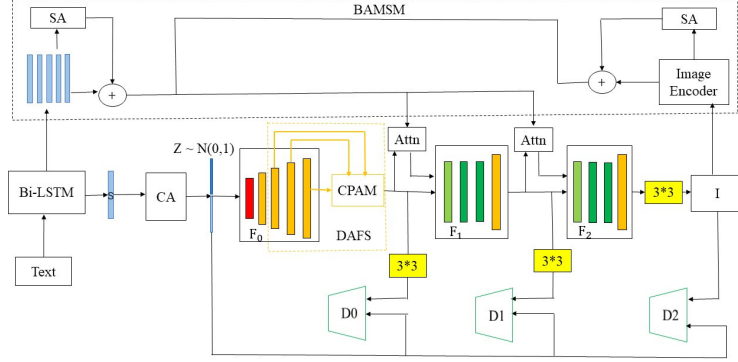 BAMSM
SA
SA
+
+
Image
Encoder
Attn
Attn
Z ~ N(0,1)
Bi-LSTM
S
CA
CPAM
3*3
I
F₀
DAFS
F₁
F₂
Text
3*3
3*3
D0
D1
D2